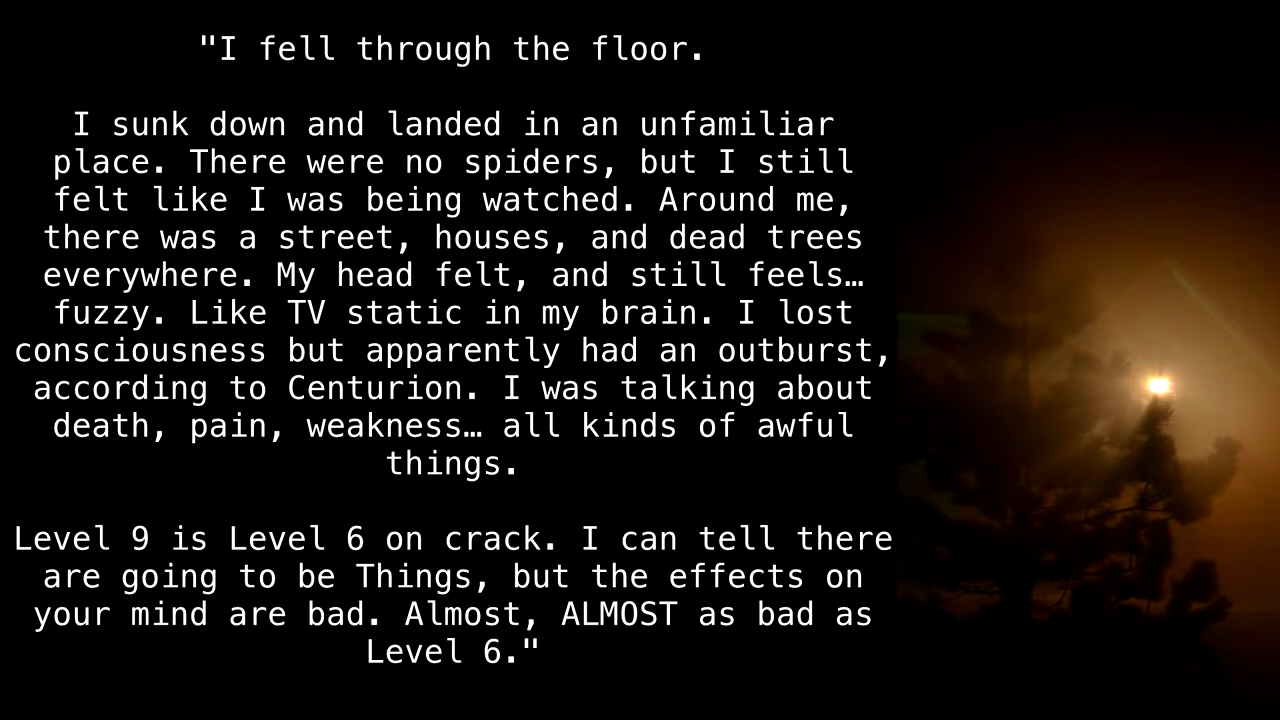 "I fell through the floor.
I sunk down and landed in an unfamiliar
place. There were no spiders, but I still
felt like I was being watched. Around me,
there was a street, houses, and dead trees
everywhere. My head felt, and still feels…
fuzzy. Like TV static in my brain. I lost
consciousness but apparently had an outburst,
according to Centurion. I was talking about
death, pain, weakness… all kinds of awful
things.
Level 9 is Level 6 on crack. I can tell there
are going to be Things, but the effects on
your mind are bad. Almost, ALMOST as bad as
Level 6."